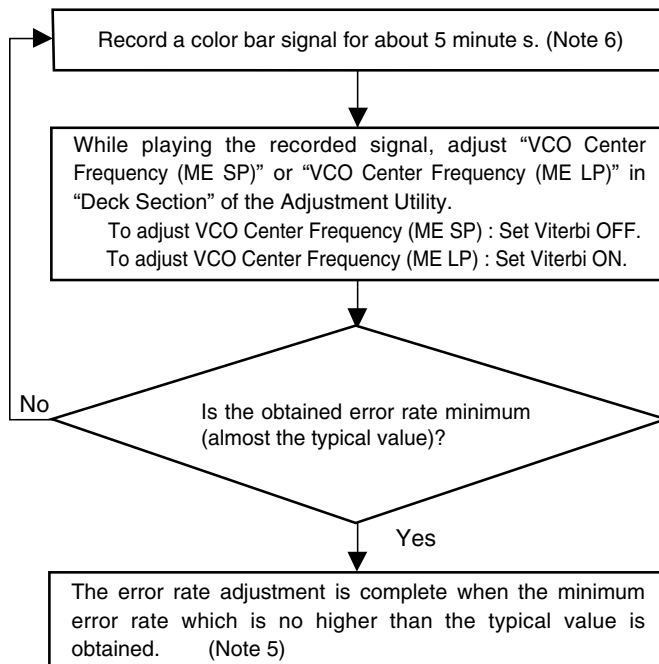 Record a color bar signal for about 5 minute s. (Note 6)
While playing the recorded signal, adjust “VCO Center
Frequency (ME SP)” or “VCO Center Frequency (ME LP)” in
“Deck Section” of the Adjustment Utility.
To adjust VCO Center Frequency (ME SP) : Set Viterbi OFF.
To adjust VCO Center Frequency (ME LP) : Set Viterbi ON.
No
Is the obtained error rate minimum
(almost the typical value)?
Yes
The error rate adjustment is complete when the minimum
error rate which is no higher than the typical value is
obtained. (Note 5)